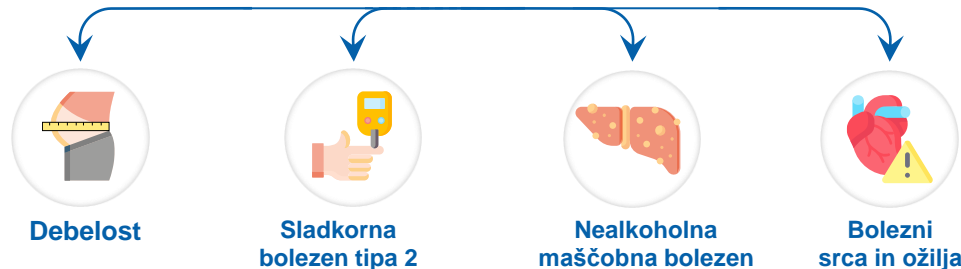 Debelost
Sladkorna
bolezen tipa 2
Nealkoholna
maščobna bolezen
Bolezni
srca in ožilja